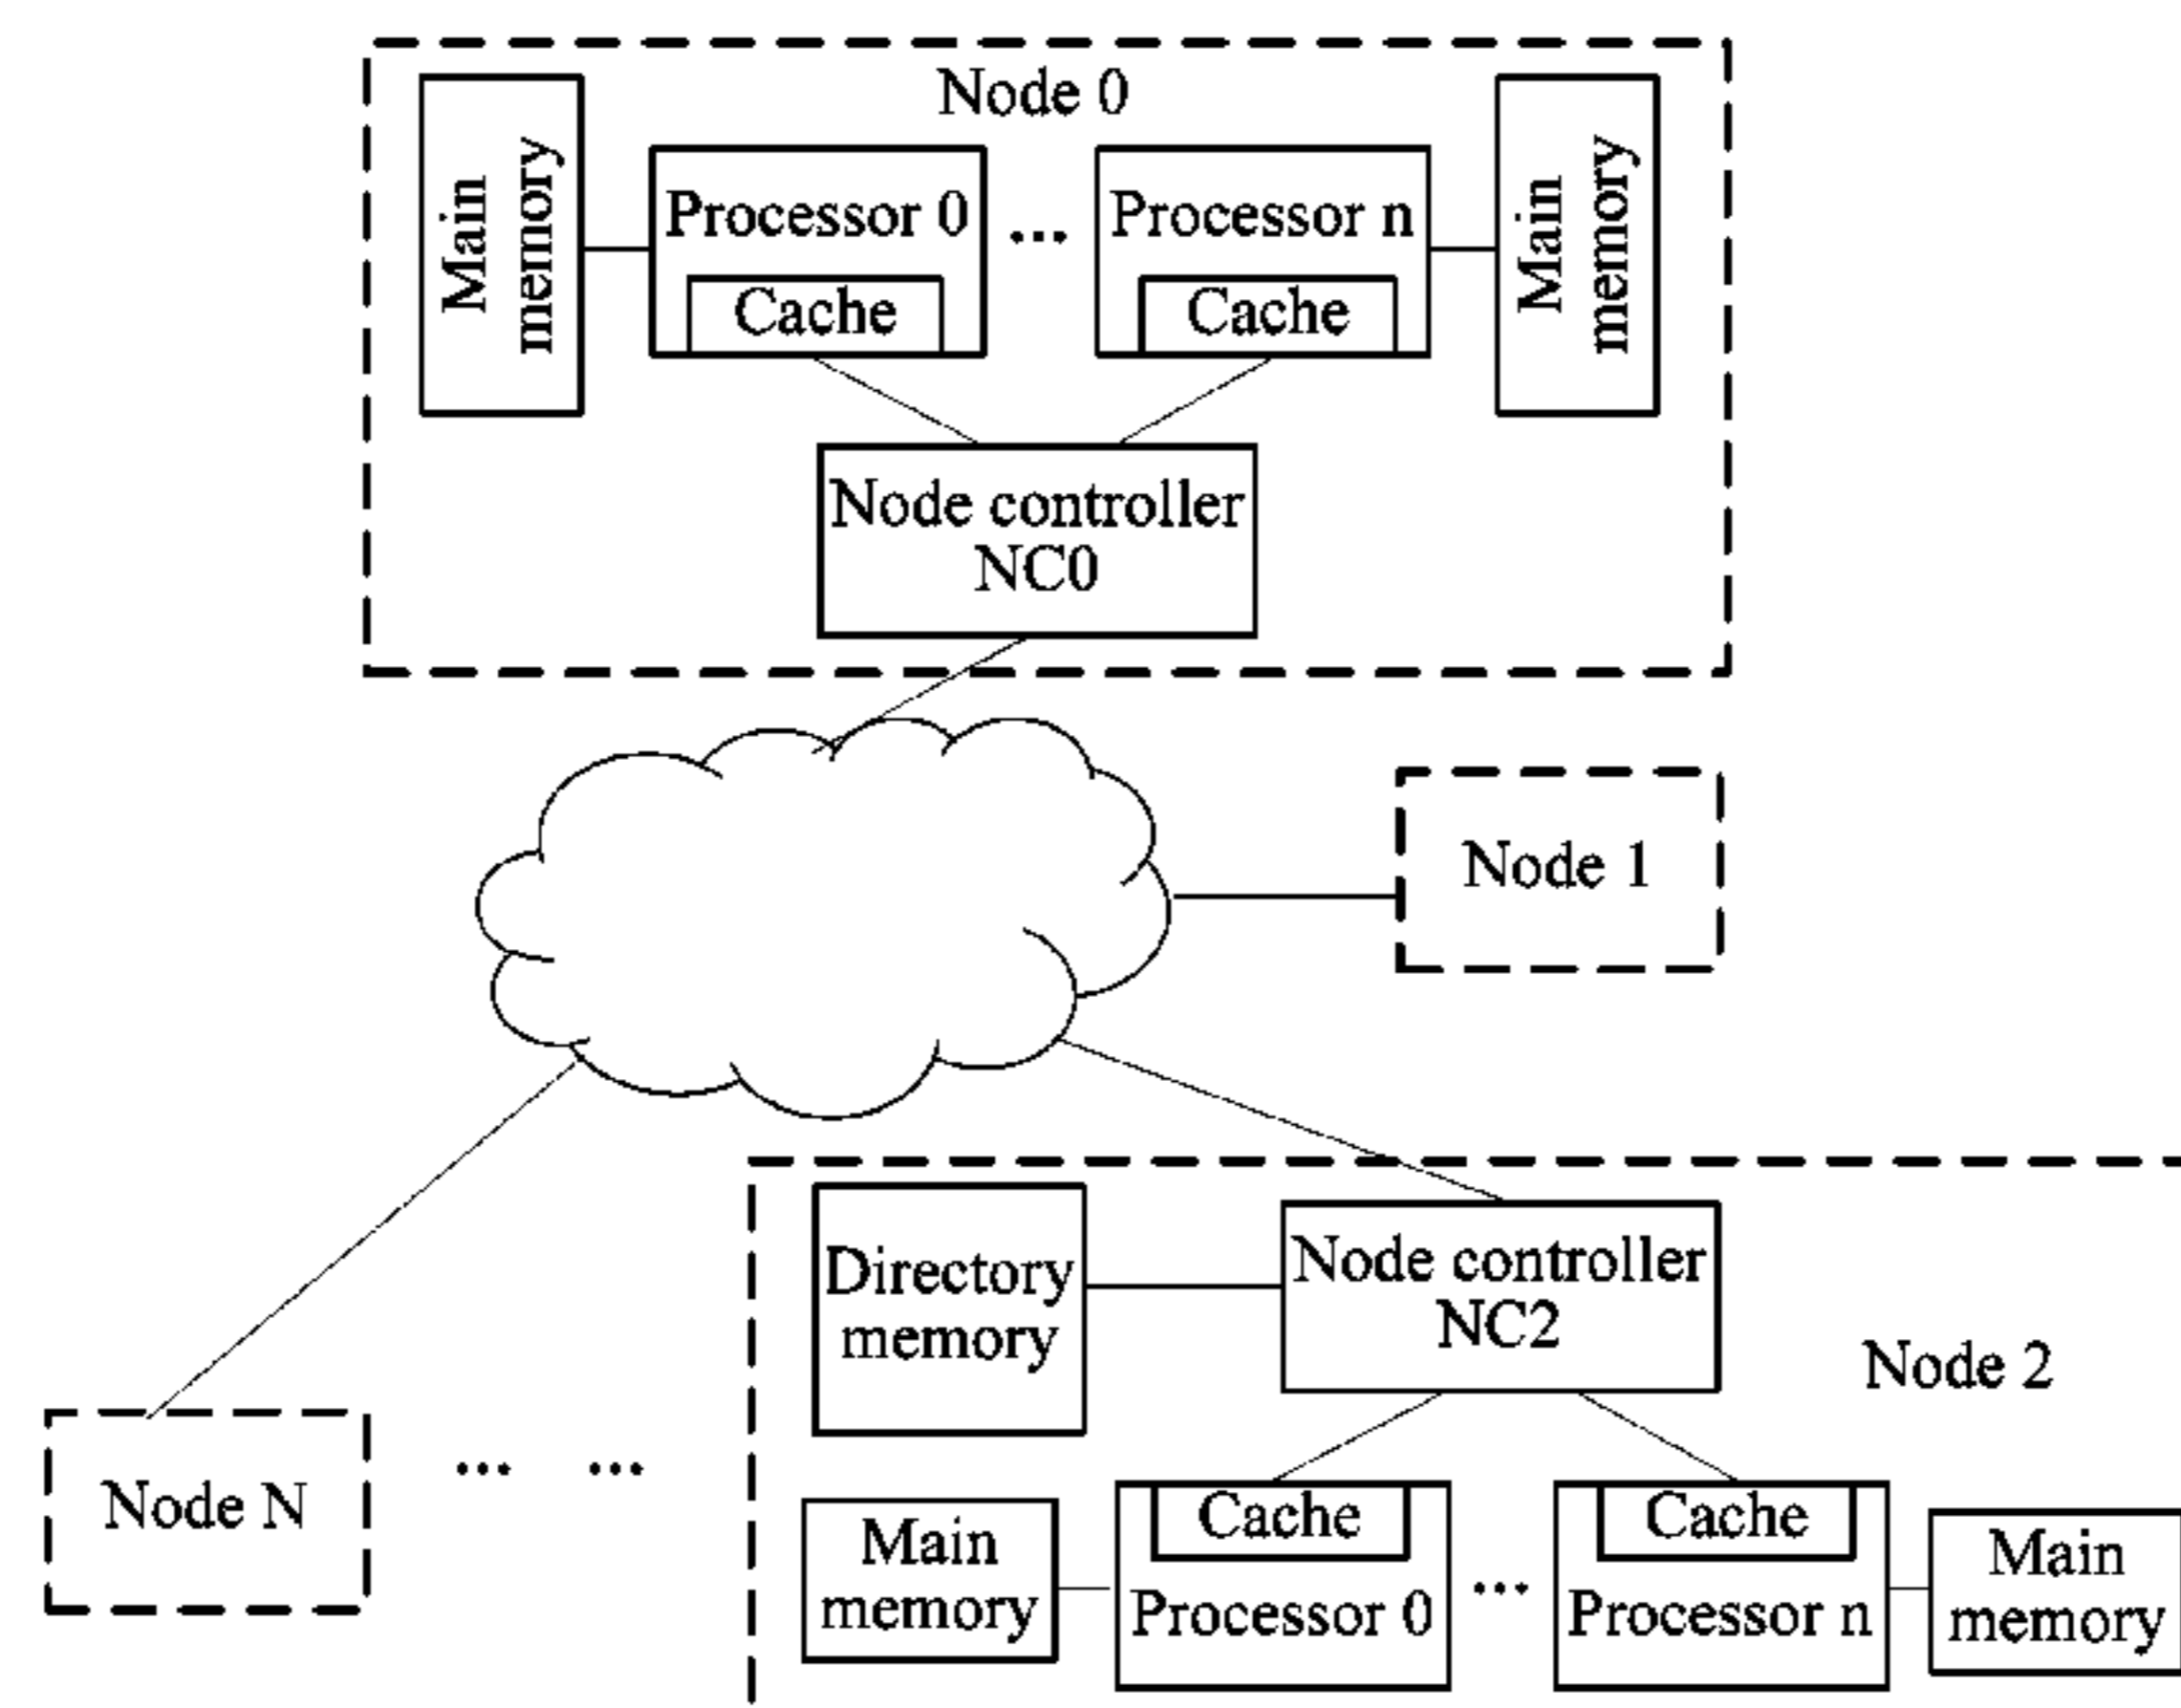 Node 0
Main
memory
Processor 0
Cache
...
Processor n
Cache
Main
memory
Node controller
NC0
Node 1
Directory
memory
Node controller
NC2
Node 2
Node N
... ...
Main
memory
Cache
Processor 0
...
Cache
Processor n
Main
memory